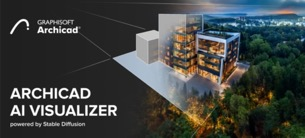 GRAPHISOFT
Archicad
ARCHICAD
AI VISUALIZER
powered by Stable Diffusion